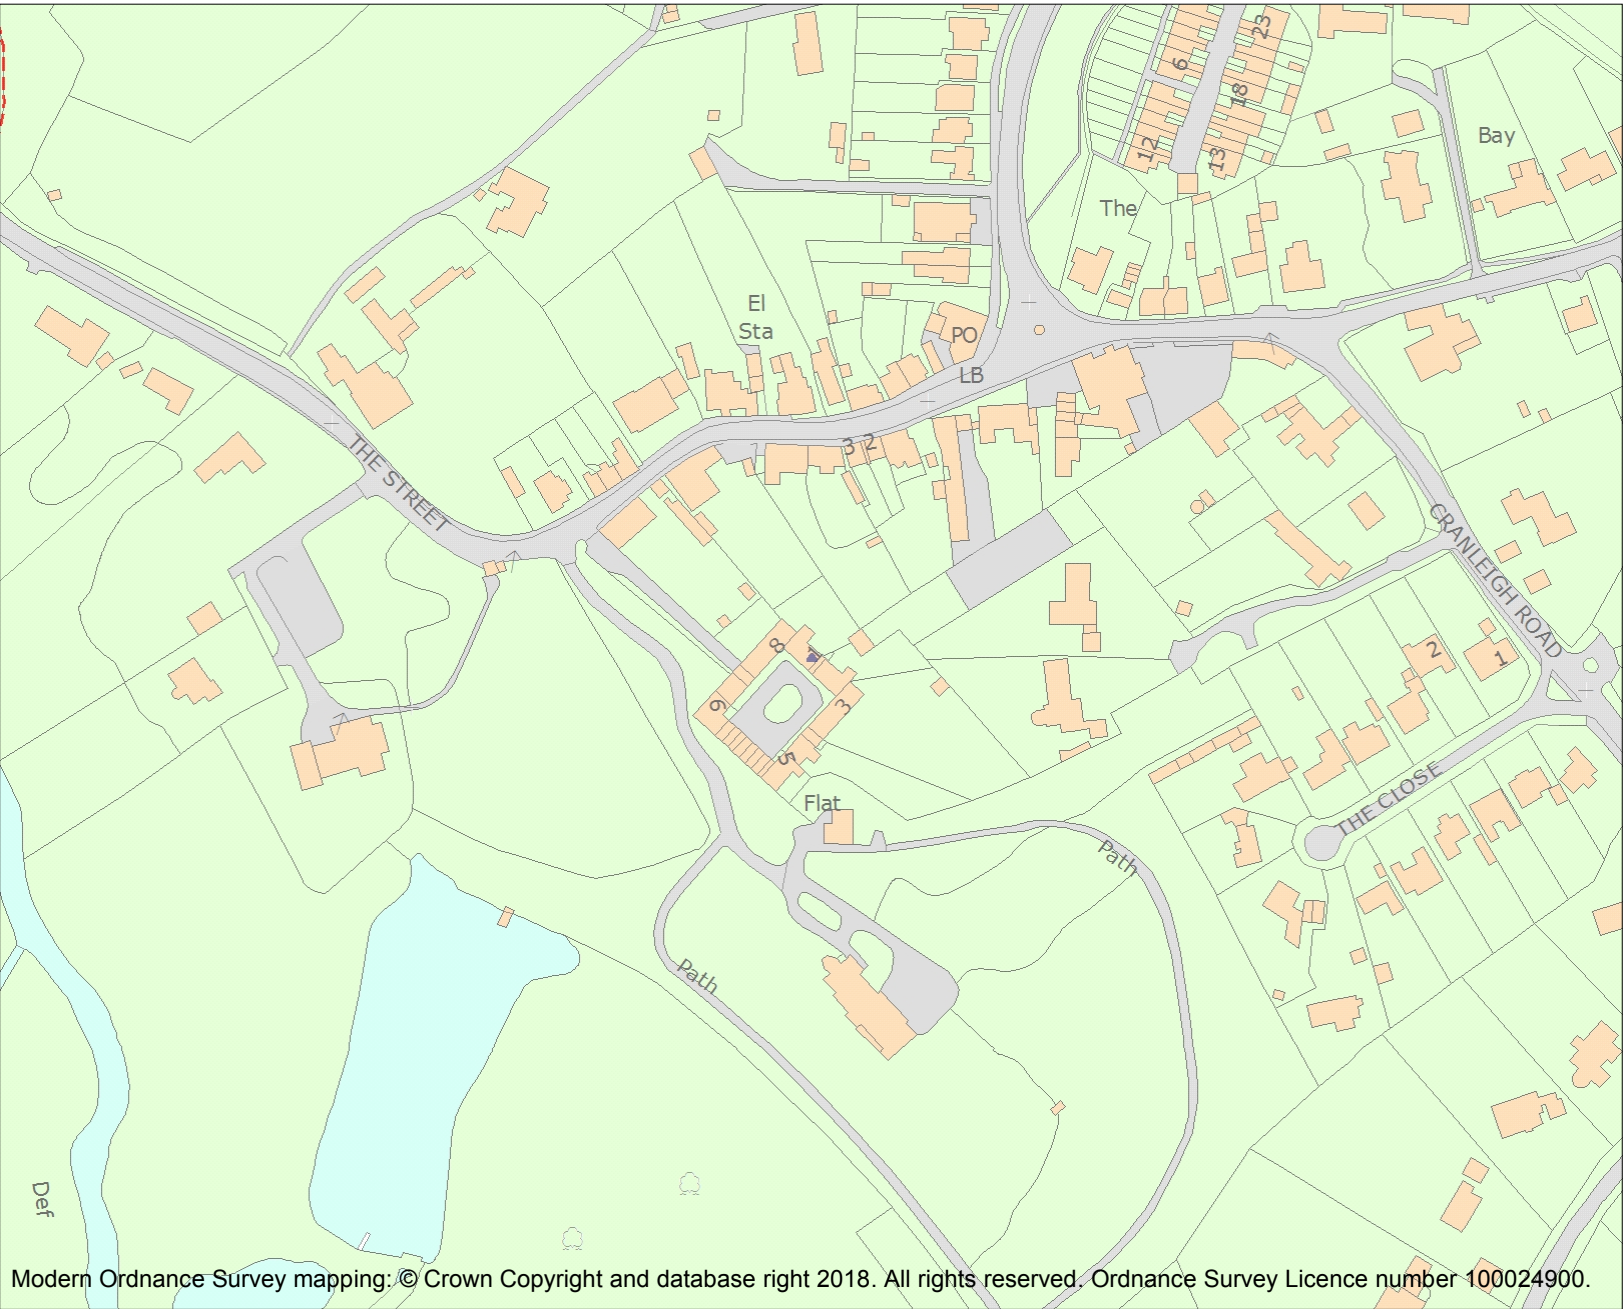 23
6
18
12
13
Bay
The
El
Sta
PO
LB
3 2
THE STREET
CRANLEIGH ROAD
8
1
2
1
6
3
5
Flat
THE CLOSE
Path
Path
Def
Modern Ordnance Survey mapping: © Crown Copyright and database right 2018. All rights reserved. Ordnance Survey Licence number 100024900.